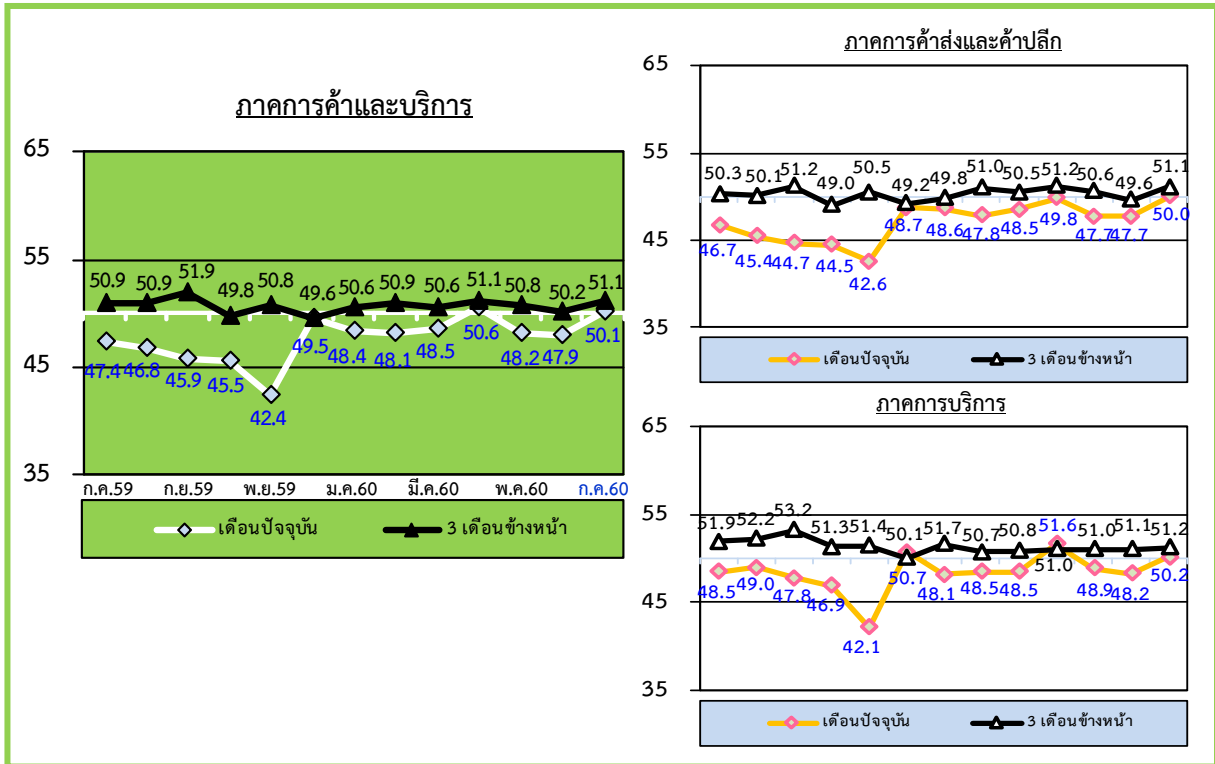 ภาคการค้าและบริการ
65
55
45
35
50.9 50.9 51.9 49.8 50.8 49.6 50.6 50.9 50.6 51.1 50.8 50.2 51.1
47.4 46.8 45.9 45.5 42.4 49.5 48.4 48.1 48.5 50.6 48.2 47.9 50.1
ก.ค.59 ก.ย.59 พ.ย.59 ม.ค.60 มี.ค.60 พ.ค.60 ก.ค.60
เดือนปัจจุบัน 3 เดือนข้างหน้า
ภาคการค้าส่งและค้าปลีก
65
55
45
35
50.3 50.1 51.2 49.0 50.5 49.2 49.8 51.0 50.5 51.2 50.6 49.6 51.1
46.7 45.4 44.7 44.5 42.6 48.7 48.6 47.8 48.5 49.8 47.7 47.7 50.0
เดือนปัจจุบัน 3 เดือนข้างหน้า
ภาคการบริการ
65
55
45
35
51.9 52.2 53.2 51.3 51.4 50.1 51.7 50.7 50.8 51.0 51.0 51.1 51.2
48.5 49.0 47.8 46.9 42.1 50.7 48.1 48.5 48.5 51.6 48.9 48.2 50.2
เดือนปัจจุบัน 3 เดือนข้างหน้า